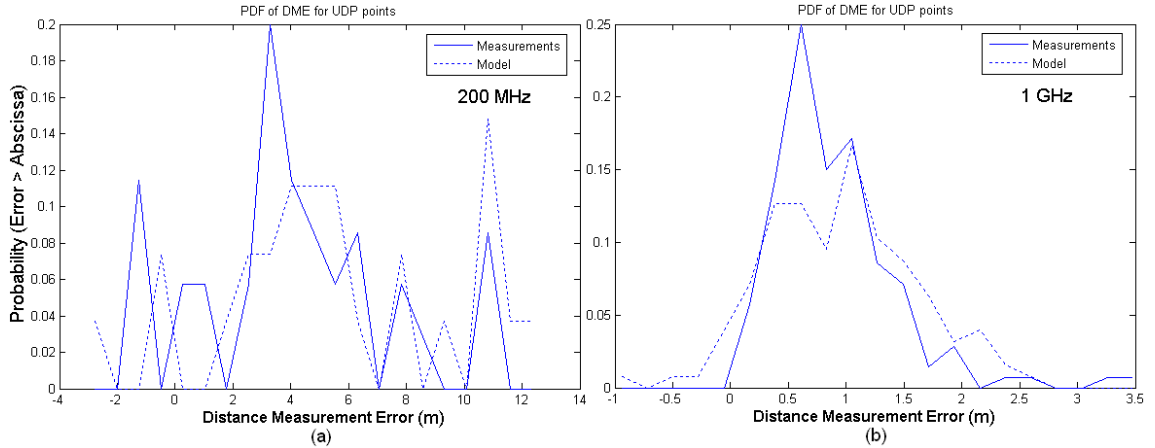 PDF of DME for UDP points
Measurements
Model
200 MHz
Probability (Error > Abscissa)
0.2
0.18
0.16
0.14
0.12
0.1
0.08
0.06
0.04
0.02
0
-4
-2
0
2
4
6
8
10
12
14
Distance Measurement Error (m)
(a)
PDF of DME for UDP points
Measurements
Model
1 GHz
0.25
0.2
0.15
0.1
0.05
0
-1
-0.5
0
0.5
1
1.5
2
2.5
3
3.5
Distance Measurement Error (m)
(b)